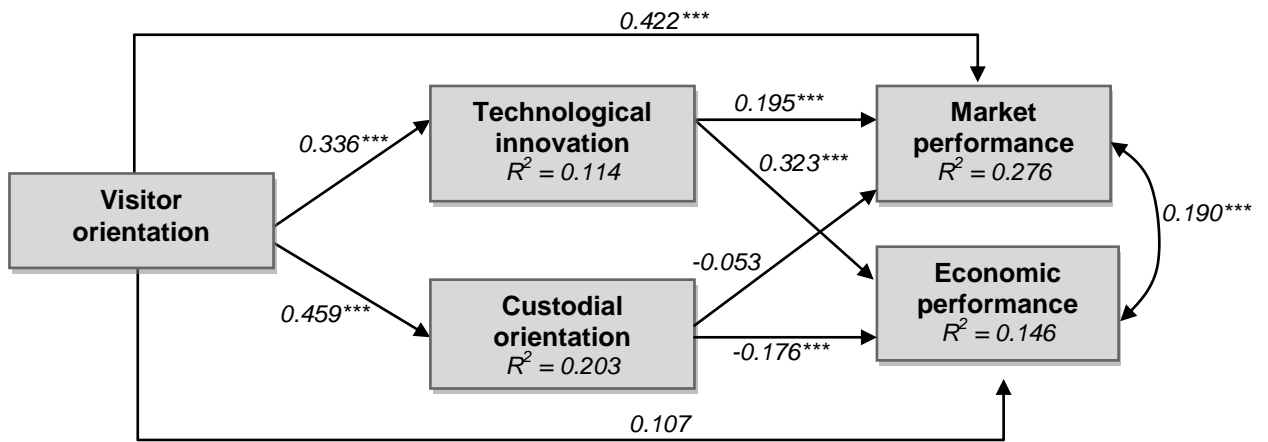 0.422***
Technological
innovation
R² = 0.114
0.195***
Market
performance
R² = 0.276
0.336***
0.323***
Visitor
orientation
0.190***
-0.053
Economic
performance
R² = 0.146
0.459***
Custodial
orientation
R² = 0.203
-0.176***
0.107